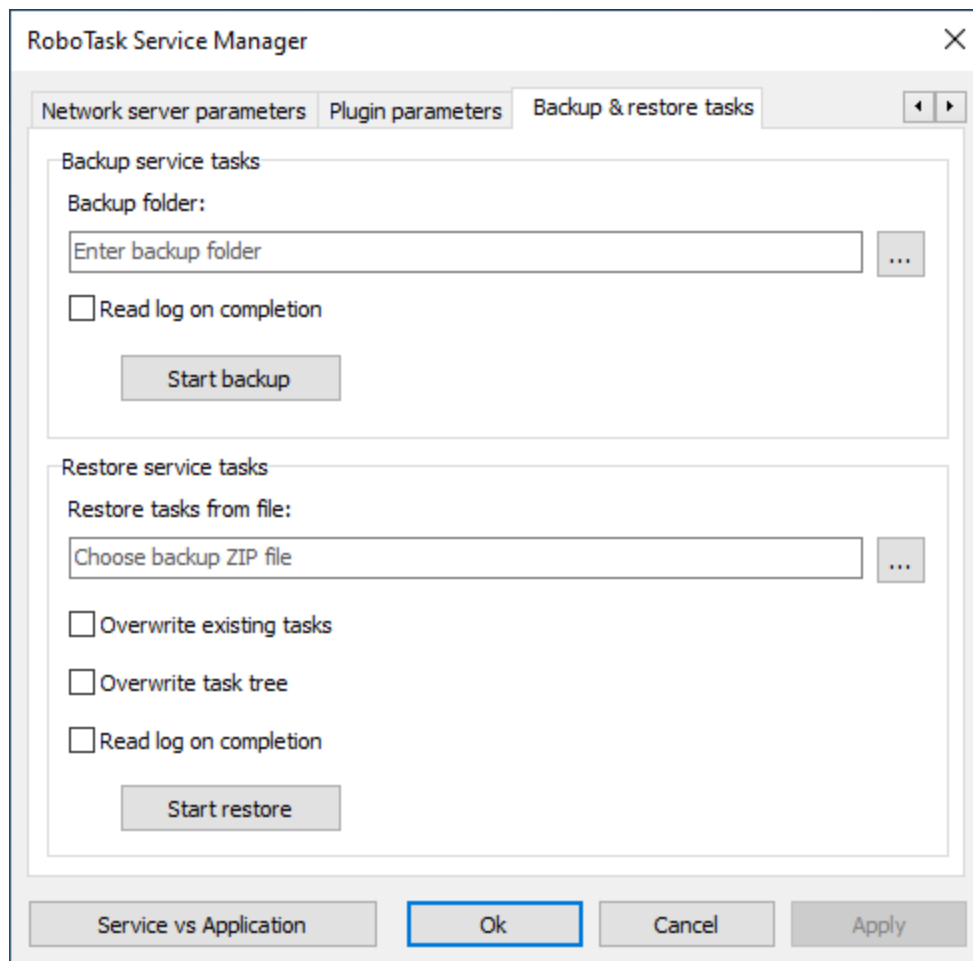 RoboTask Service Manager
Network server parameters Plugin parameters Backup & restore tasks
Backup service tasks
Backup folder:
Enter backup folder
...
Read log on completion
Start backup
Restore service tasks
Restore tasks from file:
Choose backup ZIP file
...
Overwrite existing tasks
Overwrite task tree
Read log on completion
Start restore
Service vs Application Ok Cancel Apply